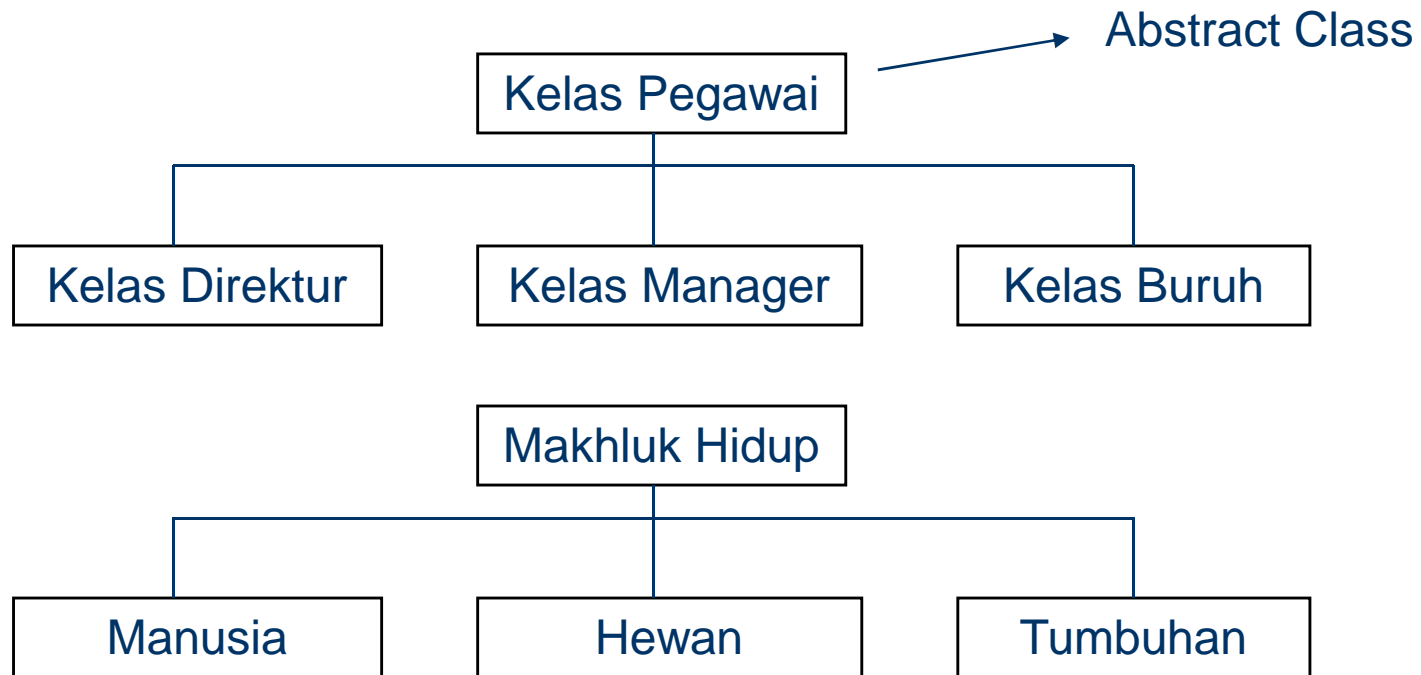 Abstract Class
Kelas Pegawai
Kelas Direktur
Kelas Manager
Kelas Buruh
Makhluk Hidup
Manusia
Hewan
Tumbuhan